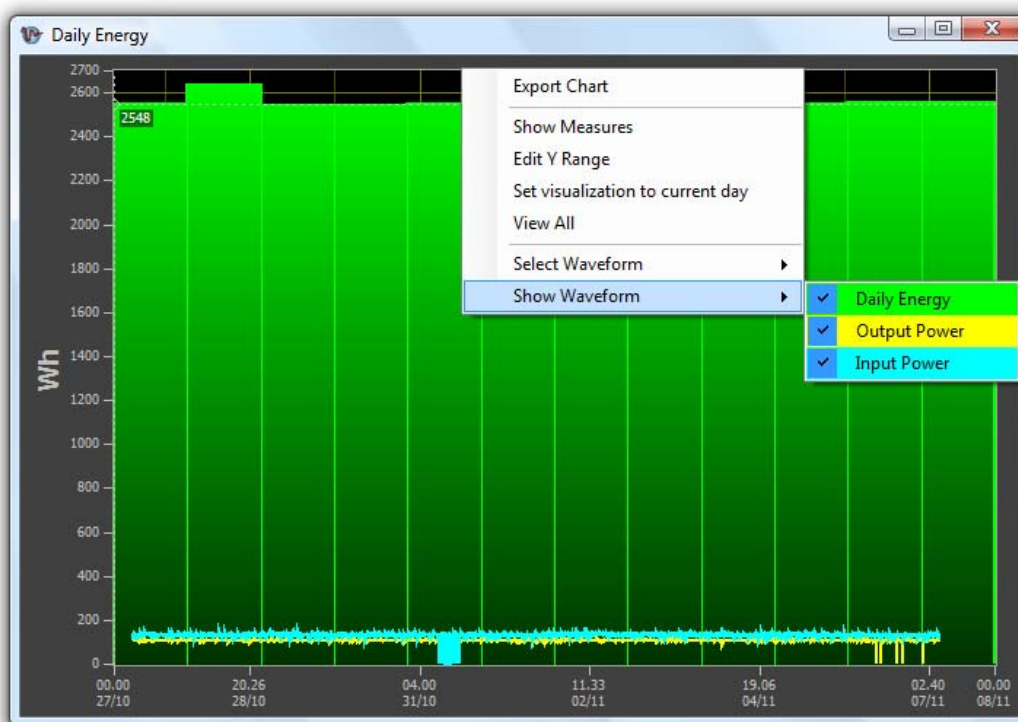 Daily Energy
2700
2600
2548
2400
2200
2000
1800
1600
1400
1200
1000
800
600
400
200
0
Wh
Export Chart
Show Measures
Edit Y Range
Set visualization to current day
View All
Select Waveform
Show Waveform
Daily Energy
Output Power
Input Power
00.00 20.26 04.00 11.33 19.06 02.40 00.00
27/10 28/10 31/10 02/11 04/11 07/11 08/11